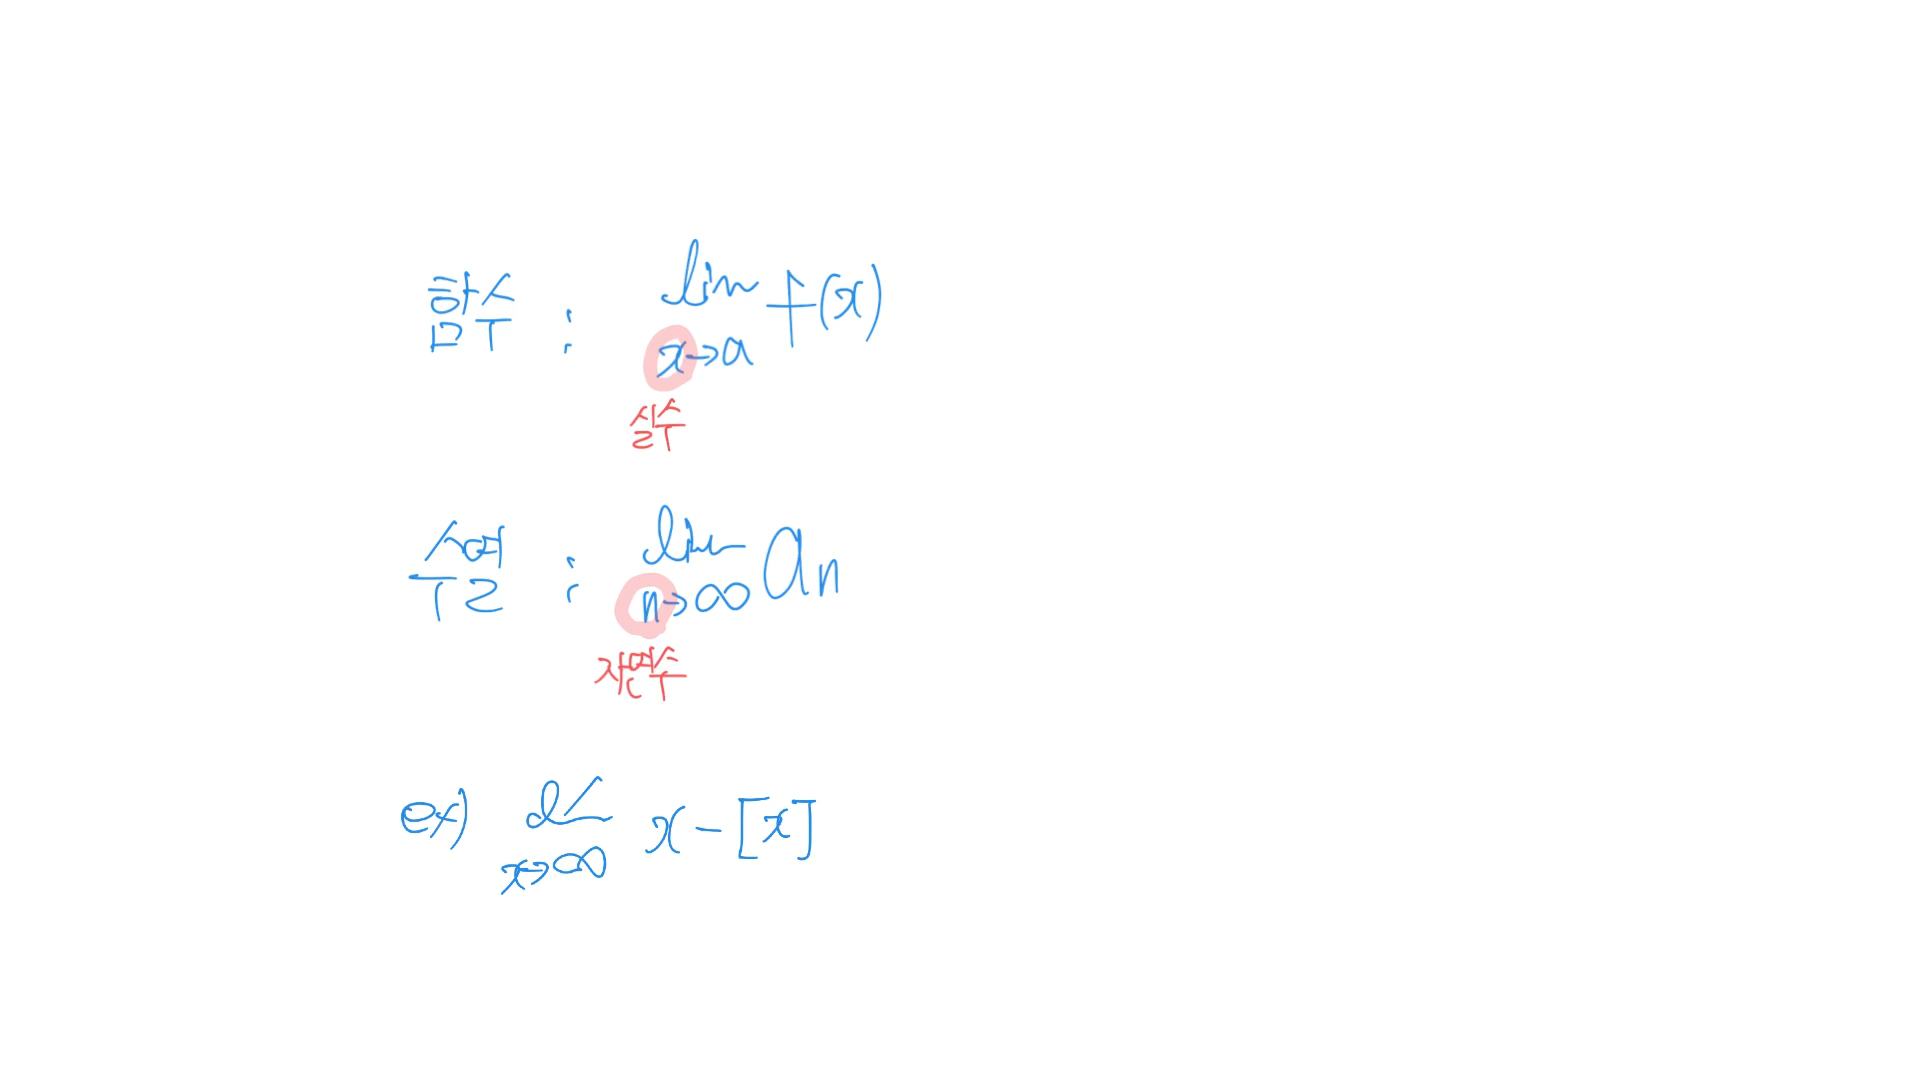 함수 : lim f(x)
x→a
실수
수열 : lim an
n→∞
자연수
ex) lim x-[x]
x→∞